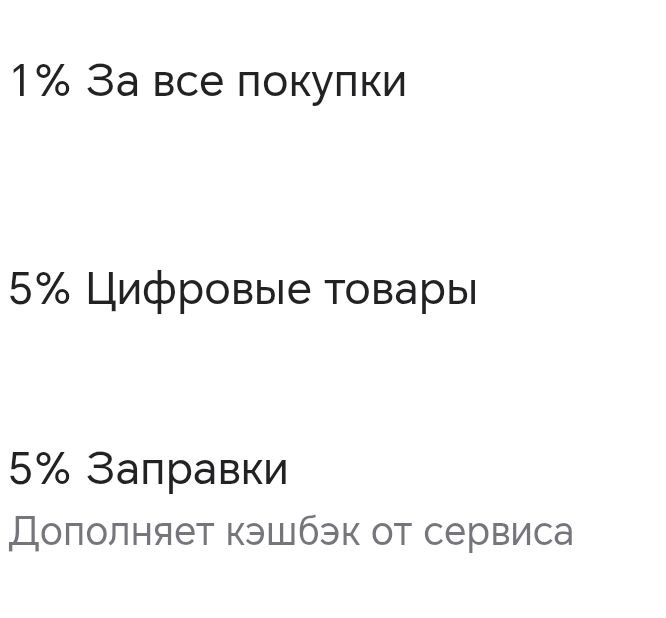 1% За все покупки
5% Цифровые товары
5% Заправки
Дополняет кэшбэк от сервиса